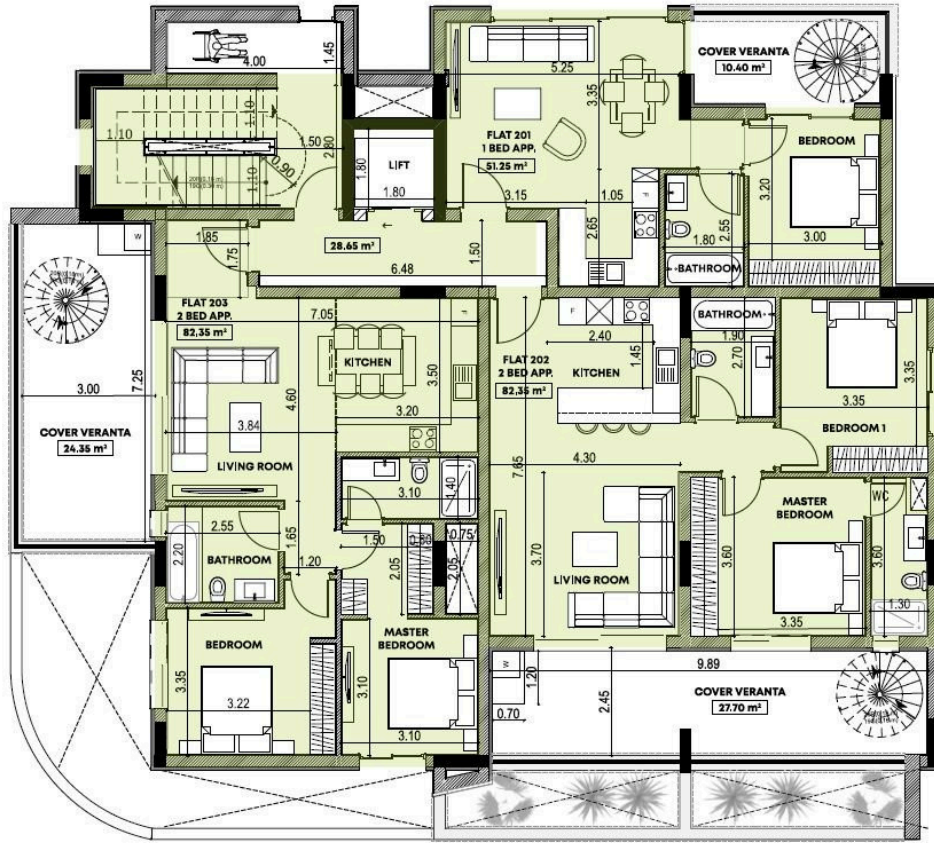 1.45
4.00
COVER VERANTA
10.40 m²
5.25
3.35
1.10
1.10
1.50
2.80
0.90
1.10
LIFT
1.80
1.80
FLAT 201
1 BED APP.
51.25 m²
3.15
1.05
F
2.65
BEDROOM
3.20
2.55
1.80
3.00
BATHROOM
W
1.85
1.75
28.65 m²
6.48
1.50
FLAT 203
2 BED APP.
82,35 m²
7.05
F
KITCHEN
3.50
3.20
4.60
3.84
LIVING ROOM
3.00
7.25
COVER VERANTA
24.35 m²
F
2.40
1.45
FLAT 202
2 BED APP.
82,35 m²
KITCHEN
BATHROOM
1.90
2.70
3.35
3.35
BEDROOM 1
4.30
7.65
3.10
1.40
2.55
2.20
BATHROOM
1.65
1.20
1.50
0.60
0.75
2.05
2.05
3.70
LIVING ROOM
MASTER
BEDROOM
3.60
3.35
WC
3.60
1.30
BEDROOM
3.35
3.22
MASTER
BEDROOM
3.10
3.10
W
1.20
0.70
2.45
9.89
COVER VERANTA
27.70 m²